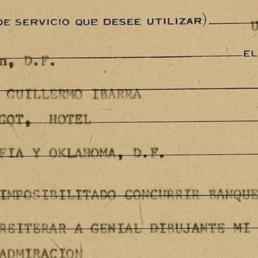 DE SERVICIO QUE DESEE UTILIZAR) U
n, D.F. EL
GUILLERMO IBARRA
GOT, HOTEL
FIA Y OKLAHOMA, D.F.
IMPOSIBILITADO CONCURRIR BANQUE
REITERAR A GENIAL DIBUJANTE MI
ADMIRACION